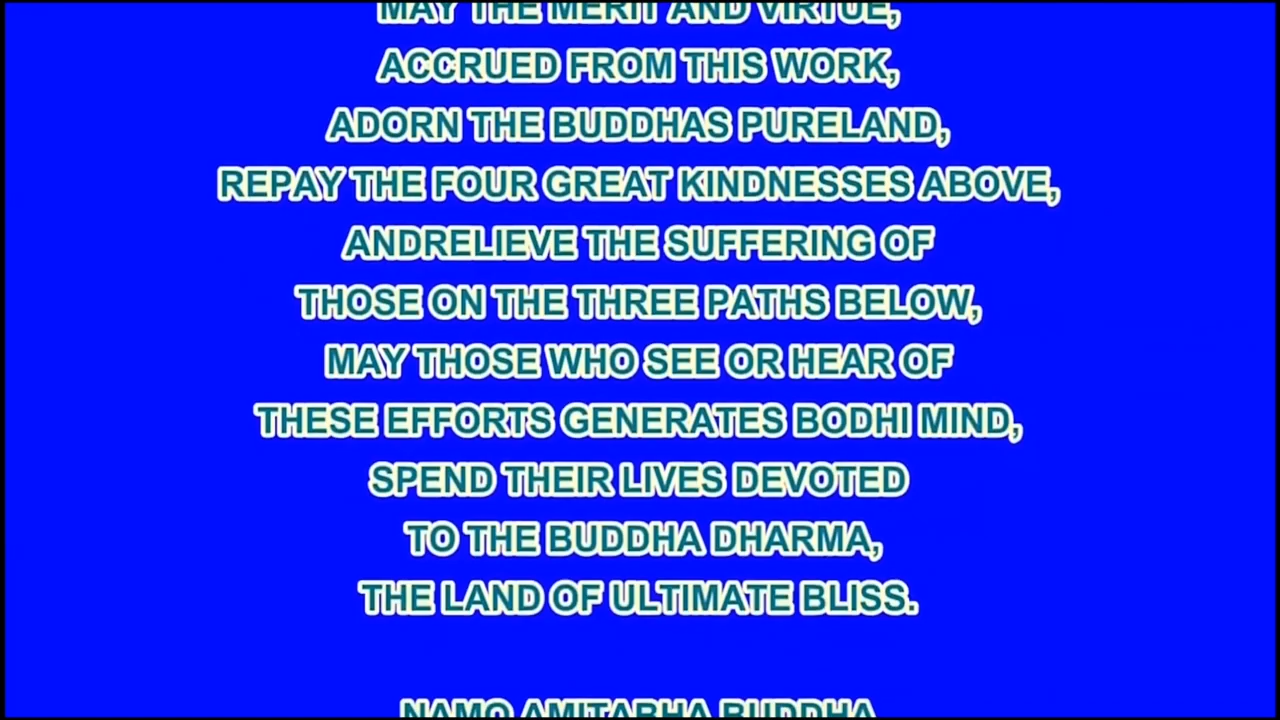 MAY THE MERIT AND VIRTUE,
ACCRUED FROM THIS WORK,
ADORN THE BUDDHAS PURELAND,
REPAY THE FOUR GREAT KINDNESSES ABOVE,
ANDRELIEVE THE SUFFERING OF
THOSE ON THE THREE PATHS BELOW,
MAY THOSE WHO SEE OR HEAR OF
THESE EFFORTS GENERATES BODHI MIND,
SPEND THEIR LIVES DEVOTED
TO THE BUDDHA DHARMA,
THE LAND OF ULTIMATE BLISS.
NAMO AMITABHA BUDDHA